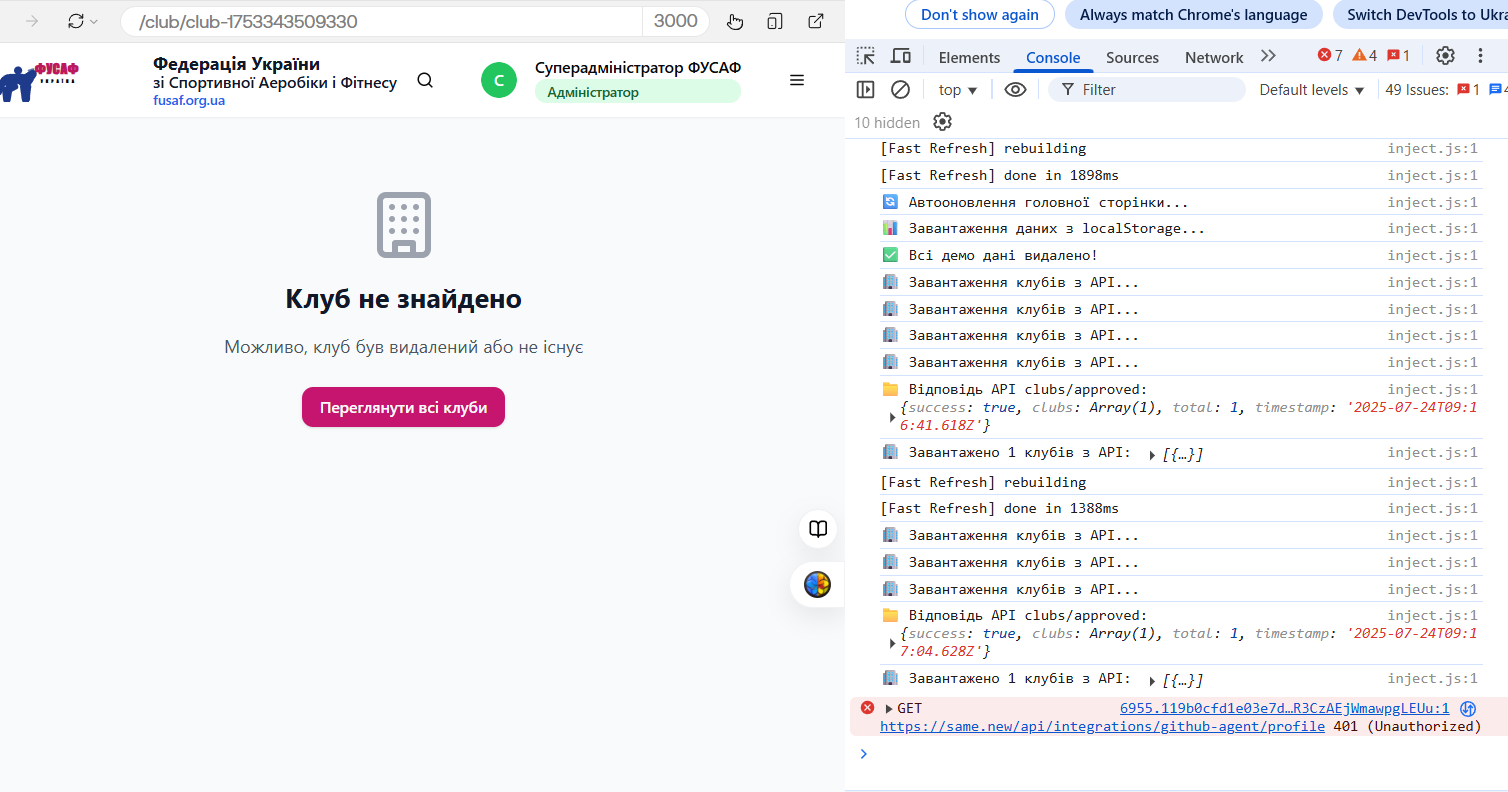 /club/club-1753343509330
3000
ФУСАФ
УКРАЇНА
Федерація України
зі Спортивної Аеробіки і Фітнесу
fusaf.org.ua
С
Суперадміністратор ФУСАФ
Адміністратор
Клуб не знайдено
Можливо, клуб був видалений або не існує
Переглянути всі клуби
Don't show again
Always match Chrome's language
Switch DevTools to Ukra
Elements
Console
Sources
Network
7
4
1
top
Filter
Default levels
49 Issues:
1
4
10 hidden
[Fast Refresh] rebuilding inject.js:1
[Fast Refresh] done in 1898ms inject.js:1
Автооновлення головної сторінки... inject.js:1
Завантаження даних з localStorage... inject.js:1
Всі демо дані видалено! inject.js:1
Завантаження клубів з API... inject.js:1
Завантаження клубів з API... inject.js:1
Завантаження клубів з API... inject.js:1
Завантаження клубів з API... inject.js:1
Відповідь API clubs/approved: inject.js:1
{success: true, clubs: Array(1), total: 1, timestamp: '2025-07-24T09:1
6:41.618Z'}
Завантажено 1 клубів з API: [{…}] inject.js:1
[Fast Refresh] rebuilding inject.js:1
[Fast Refresh] done in 1388ms inject.js:1
Завантаження клубів з API... inject.js:1
Завантаження клубів з API... inject.js:1
Завантаження клубів з API... inject.js:1
Відповідь API clubs/approved: inject.js:1
{success: true, clubs: Array(1), total: 1, timestamp: '2025-07-24T09:1
7:04.628Z'}
Завантажено 1 клубів з API: [{…}] inject.js:1
GET 6955.119b0cfd1e03e7d…R3CzAEjWmawpgLEUu:1
https://same.new/api/integrations/github-agent/profile 401 (Unauthorized)